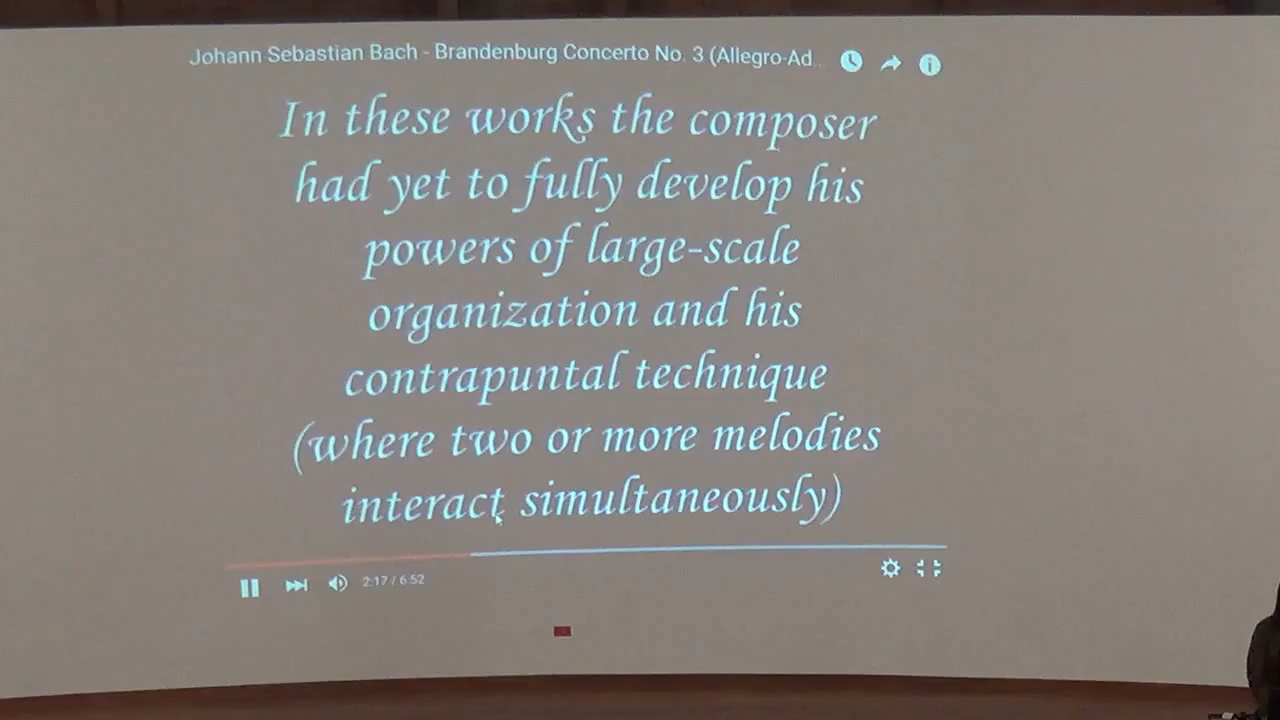 Johann Sebastian Bach - Brandenburg Concerto No. 3 (Allegro-Ad...
In these works the composer
had yet to fully develop his
powers of large-scale
organization and his
contrapuntal technique
(where two or more melodies
interact simultaneously)
2:17 / 6:52